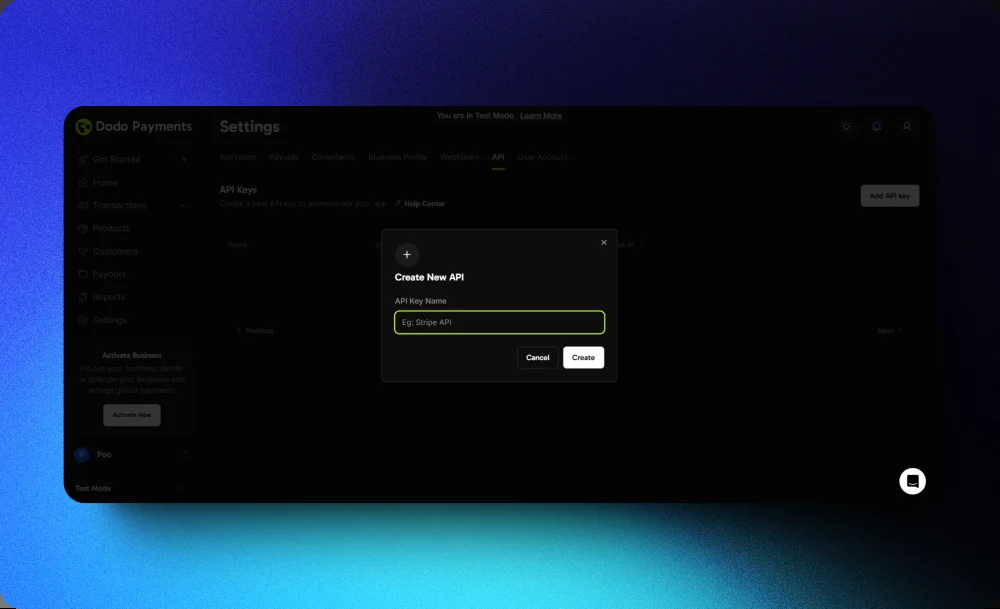 You are in Test Mode. Learn More
Dodo Payments
Settings
Get Started
Home
Transactions
Products
Customers
Payouts
Reports
Settings
Activation Payouts Compliance Business Profile Webhooks API User Account
API Keys
Create a new API key to authenticate your app Help Center
Add API key
Name
Create New API
API Key Name
Eg: Stripe API
Cancel Create
Previous
Next
Activate Business
Fill out your business details
to activate your business and
accept global payments
Activate Now
P Poo
Test Mode